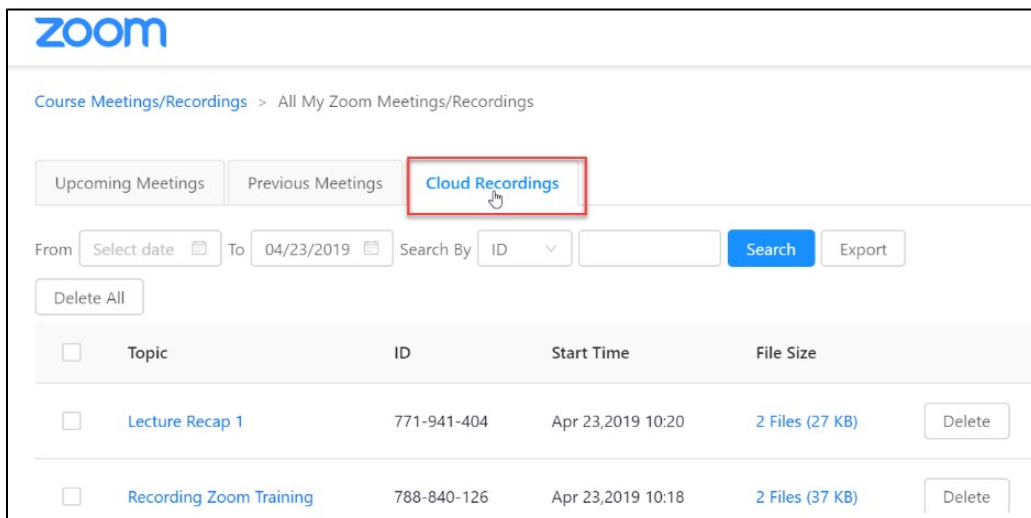 zoom
Course Meetings/Recordings > All My Zoom Meetings/Recordings
Upcoming Meetings Previous Meetings Cloud Recordings
From Select date To 04/23/2019 Search By ID Search Export
Delete All
Topic ID Start Time File Size
Lecture Recap 1 771-941-404 Apr 23,2019 10:20 2 Files (27 KB) Delete
Recording Zoom Training 788-840-126 Apr 23,2019 10:18 2 Files (37 KB) Delete